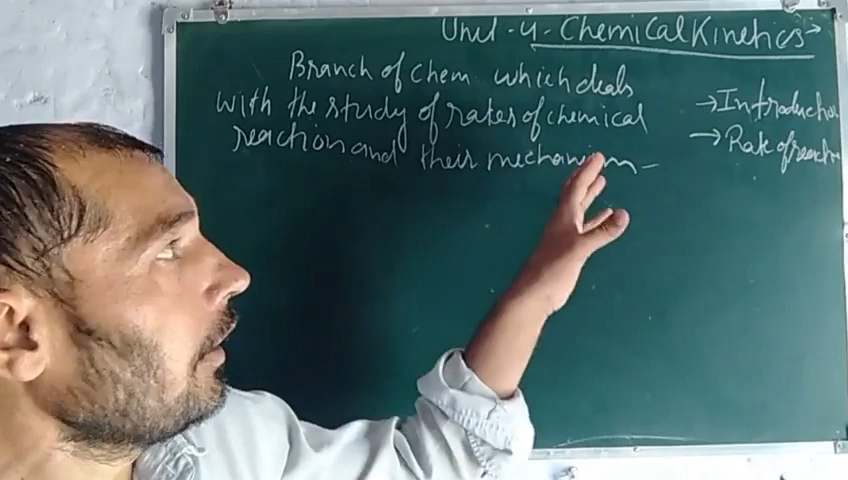 Unit-4-Chemical Kinetics→
Branch of Chem which deals
with the study of rates of chemical
reaction and their mechanism-
→Introduction
→Rate of